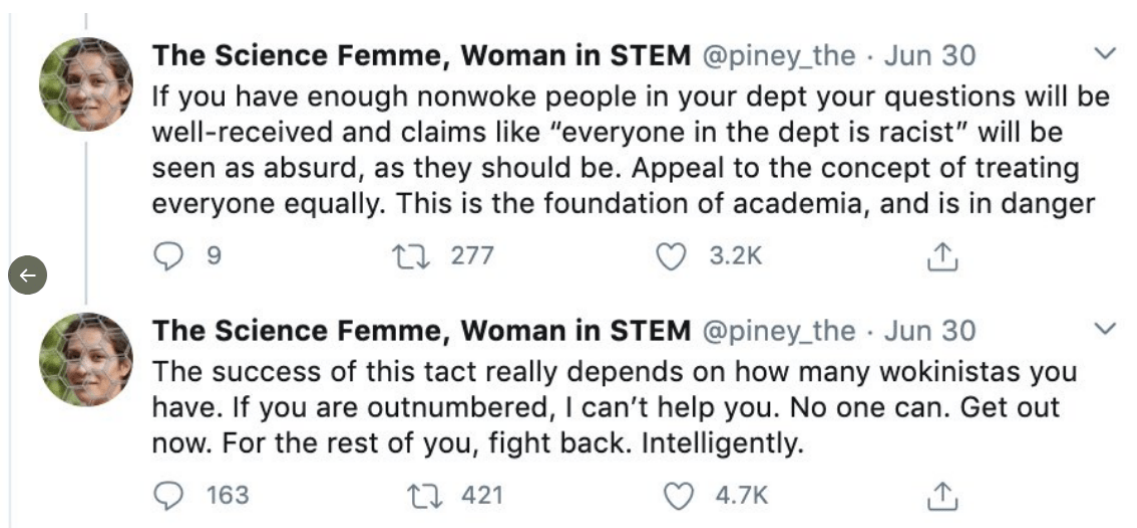 The Science Femme, Woman in STEM @piney_the · Jun 30
If you have enough nonwoke people in your dept your questions will be
well-received and claims like “everyone in the dept is racist” will be
seen as absurd, as they should be. Appeal to the concept of treating
everyone equally. This is the foundation of academia, and is in danger
9 277 3.2K
The Science Femme, Woman in STEM @piney_the · Jun 30
The success of this tact really depends on how many wokinistas you
have. If you are outnumbered, I can’t help you. No one can. Get out
now. For the rest of you, fight back. Intelligently.
163 421 4.7K